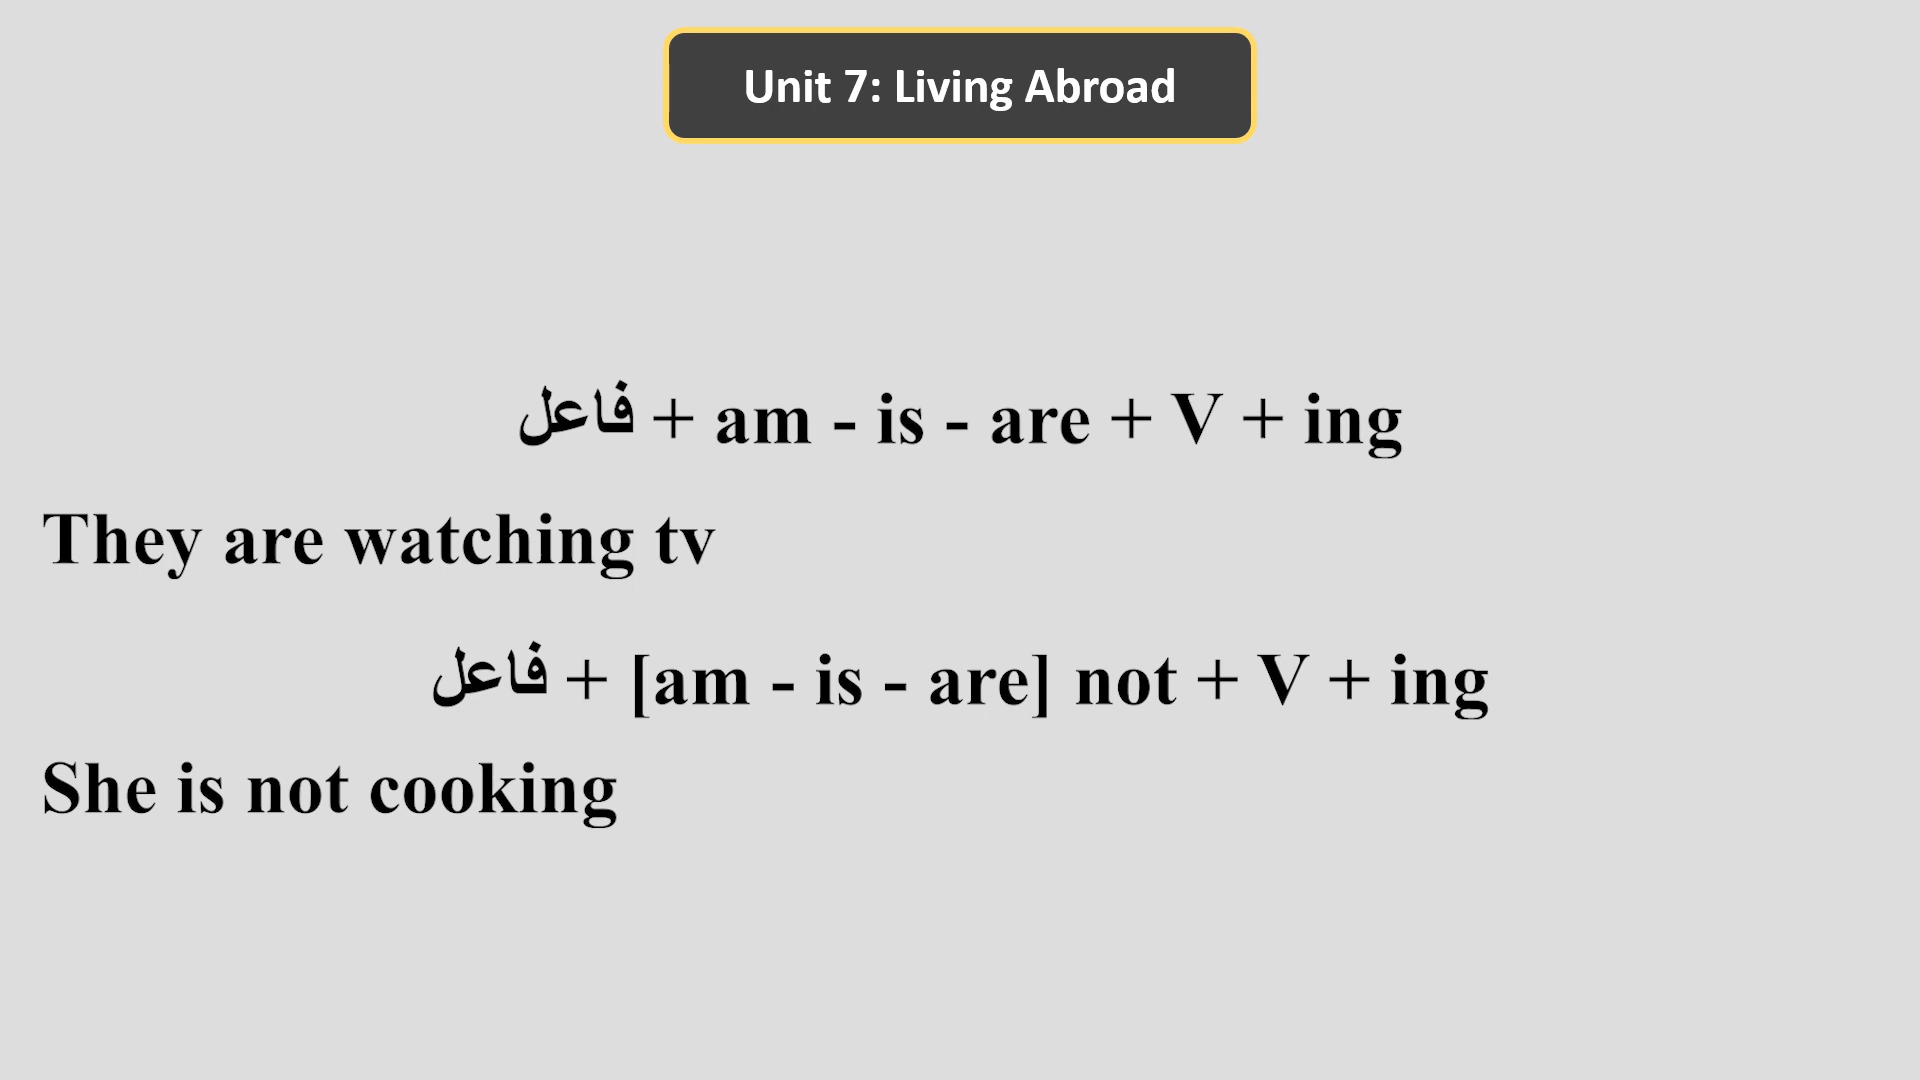 Unit 7: Living Abroad
فاعل + am - is - are + V + ing
They are watching tv
فاعل + [am - is - are] not + V + ing
She is not cooking